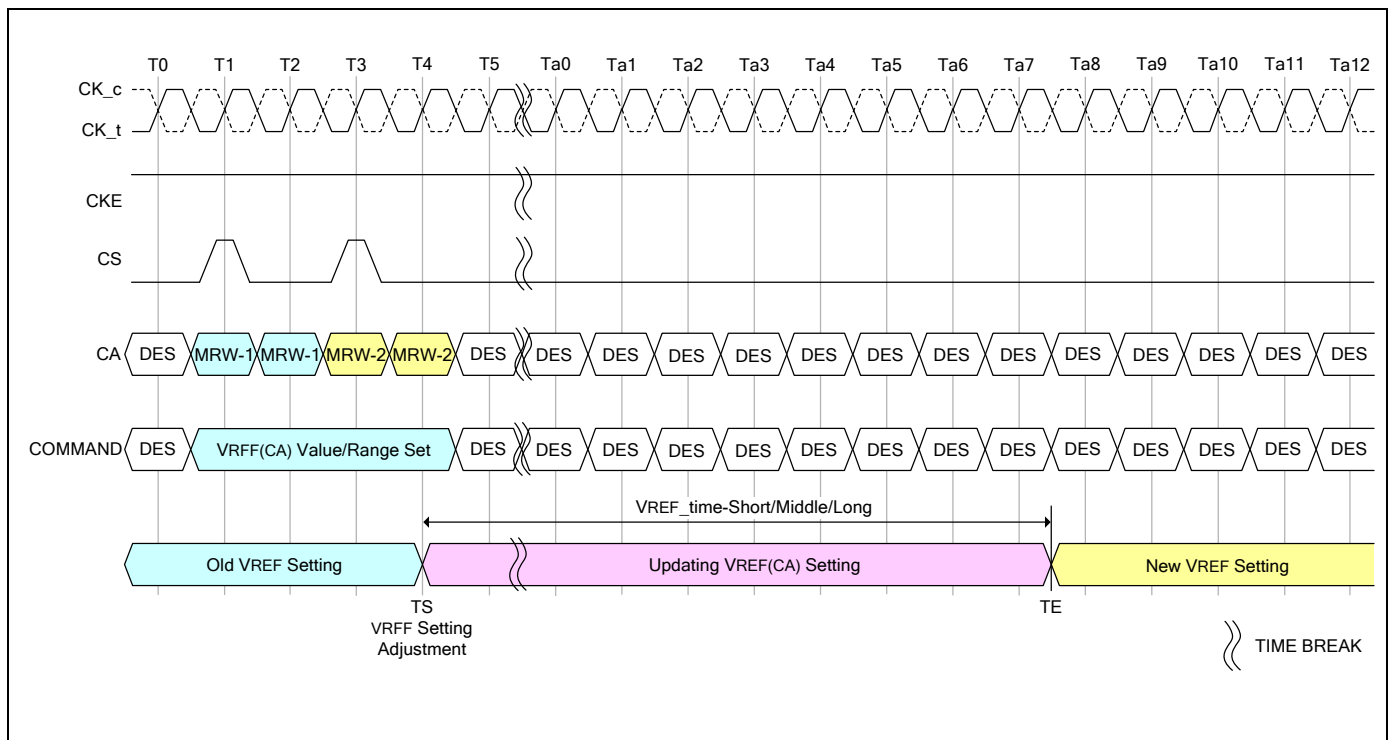 T0 T1 T2 T3 T4 T5 Ta0 Ta1 Ta2 Ta3 Ta4 Ta5 Ta6 Ta7 Ta8 Ta9 Ta10 Ta11 Ta12
CK_c
CK_t
CKE
CS
CA DES MRW-1 MRW-1 MRW-2 MRW-2 DES DES DES DES DES DES DES DES DES DES DES DES DES DES
COMMAND DES VRFF(CA) Value/Range Set DES DES DES DES DES DES DES DES DES DES DES DES DES DES
VREF_time-Short/Middle/Long
Old VREF Setting Updating VREF(CA) Setting New VREF Setting
TS TE
VRFF Setting
Adjustment
TIME BREAK